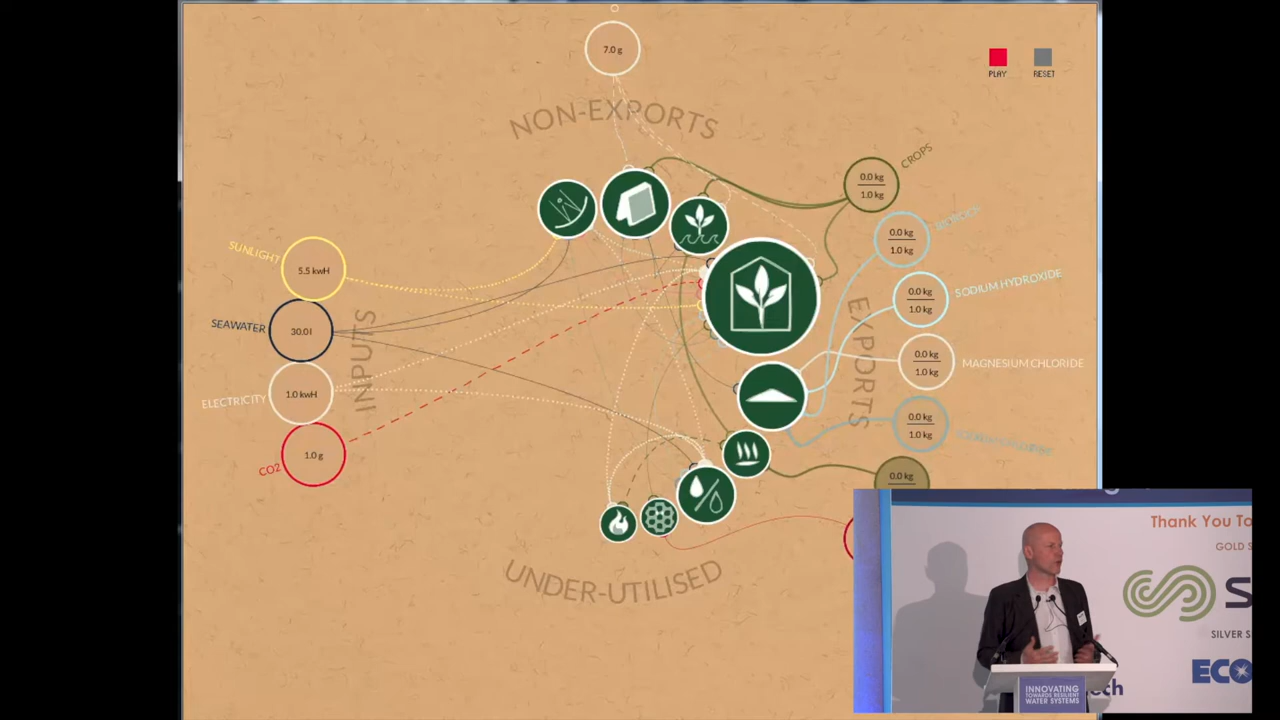 7.0 g
PLAY
RESET
NON-EXPORTS
CROPS
0.0 kg
1.0 kg
0.0 kg
1.0 kg
SUNLIGHT
5.5 kwH
SODIUM HYDROXIDE
0.0 kg
1.0 kg
SEAWATER
30.0 l
INPUTS
EXPORTS
MAGNESIUM CHLORIDE
0.0 kg
1.0 kg
ELECTRICITY
1.0 kwH
0.0 kg
1.0 kg
CO2
1.0 g
0.0 kg
UNDER-UTILISED
Thank You To
GOLD S
S
SILVER S
ECO
INNOVATING
TOWARDS RESILIENT
WATER SYSTEMS